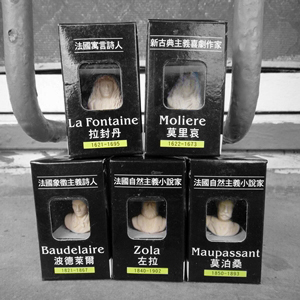 法國寓言詩人
La Fontaine
拉封丹
1621-1695
新古典主義喜劇作家
Moliere
莫里哀
1622-1673
法國象徵主義詩人
Baudelaire
波德萊爾
1821-1867
法國自然主義小說家
Zola
左拉
1840-1902
法國自然主義小說家
Maupassant
莫泊桑
1850-1893